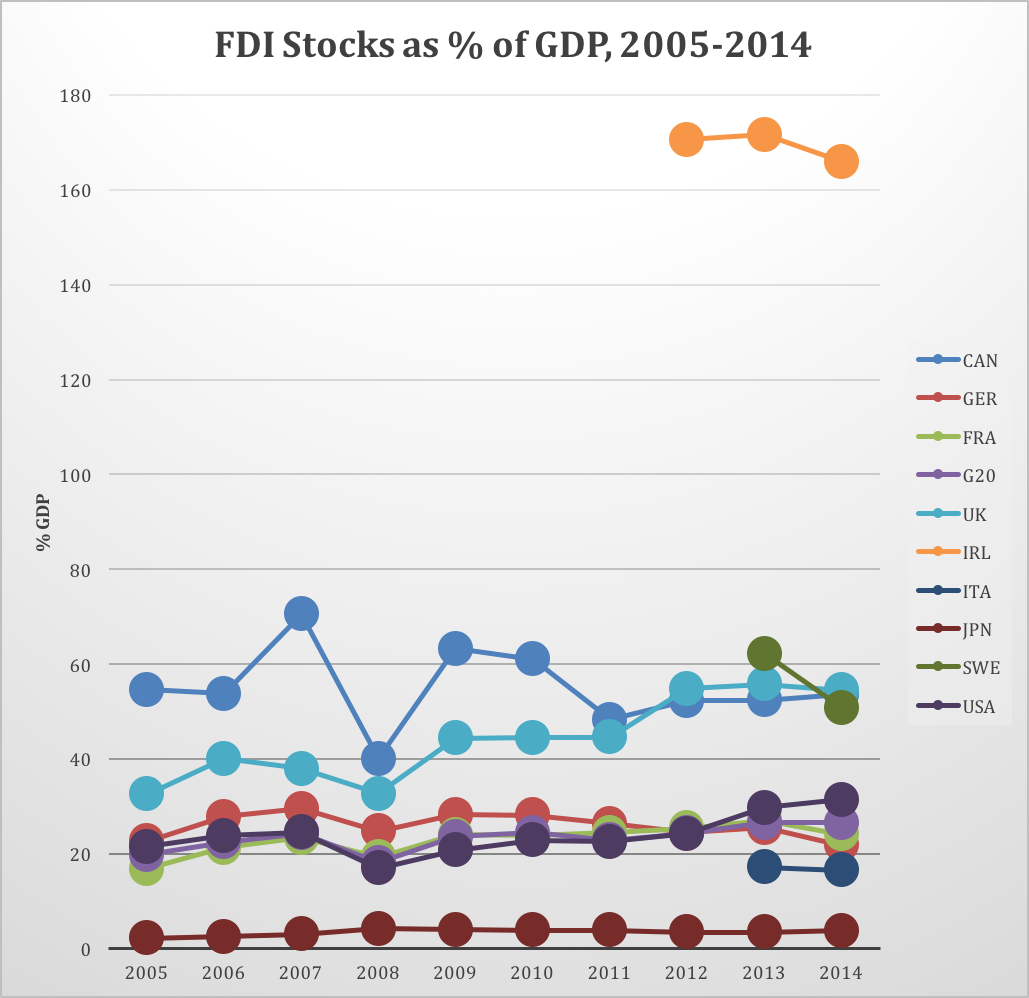 FDI Stocks as % of GDP, 2005-2014
180
160
140
120
100
80
60
40
20
0
% GDP
2005 2006 2007 2008 2009 2010 2011 2012 2013 2014
CAN
GER
FRA
G20
UK
IRL
ITA
JPN
SWE
USA